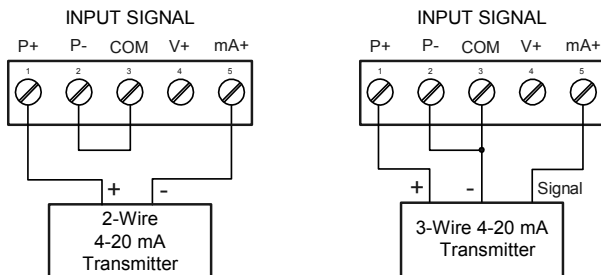 INPUT SIGNAL
P+ P- COM V+ mA+
1 2 3 4 5
+ -
2-Wire
4-20 mA
Transmitter
INPUT SIGNAL
P+ P- COM V+ mA+
1 2 3 4 5
+ - Signal
3-Wire 4-20 mA
Transmitter